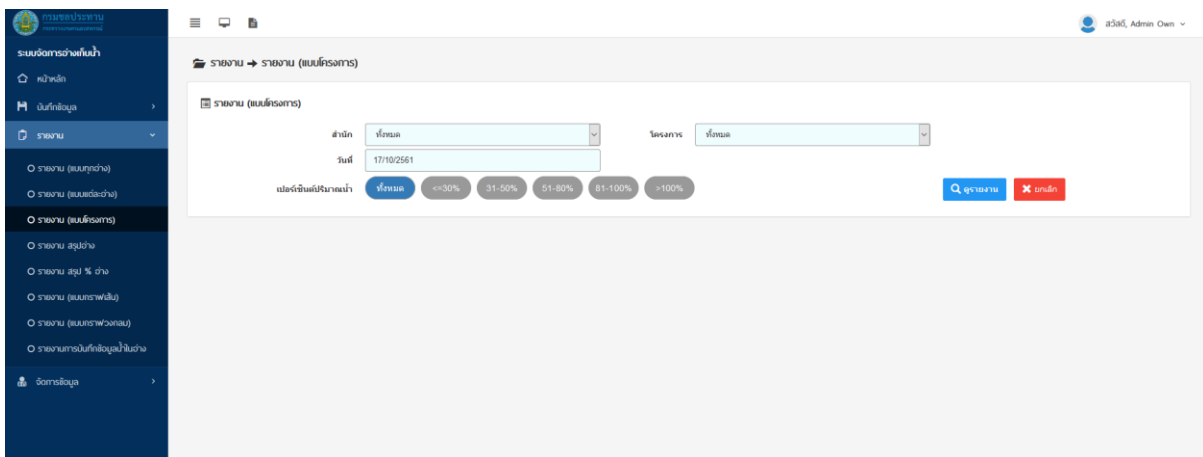 กรมชลประทาน
ระบบจัดการอ่างเก็บน้ำ
หน้าหลัก
บันทึกข้อมูล
รายงาน
รายงาน (แบบทุกอ่าง)
รายงาน (แบบแต่ละอ่าง)
รายงาน (แบบโครงการ)
รายงาน สรุปอ่าง
รายงาน สรุป % อ่าง
รายงาน (แบบกราฟเส้น)
รายงาน (แบบกราฟวงกลม)
รายงานการบันทึกข้อมูลน้ำในอ่าง
จัดการข้อมูล
สวัสดี, Admin Own
รายงาน → รายงาน (แบบโครงการ)
รายงาน (แบบโครงการ)
สำนัก ทั้งหมด โครงการ ทั้งหมด
วันที่ 17/10/2561
เปอร์เซ็นต์ปริมาณน้ำ ทั้งหมด <=30% 31-50% 51-80% 81-100% >100% ดูรายงาน ยกเลิก